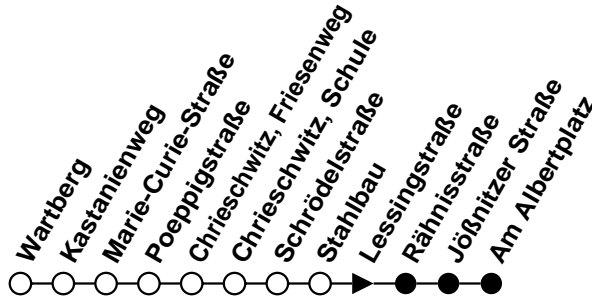 Wartberg
Kastanienweg
Marie-Curie-Straße
Poeppigstraße
Chrieschwitz, Friesenweg
Chrieschwitz, Schule
Schrödelstraße
Stahlbau
Lessingstraße
Rähnisstraße
Jößnitzer Straße
Am Albertplatz